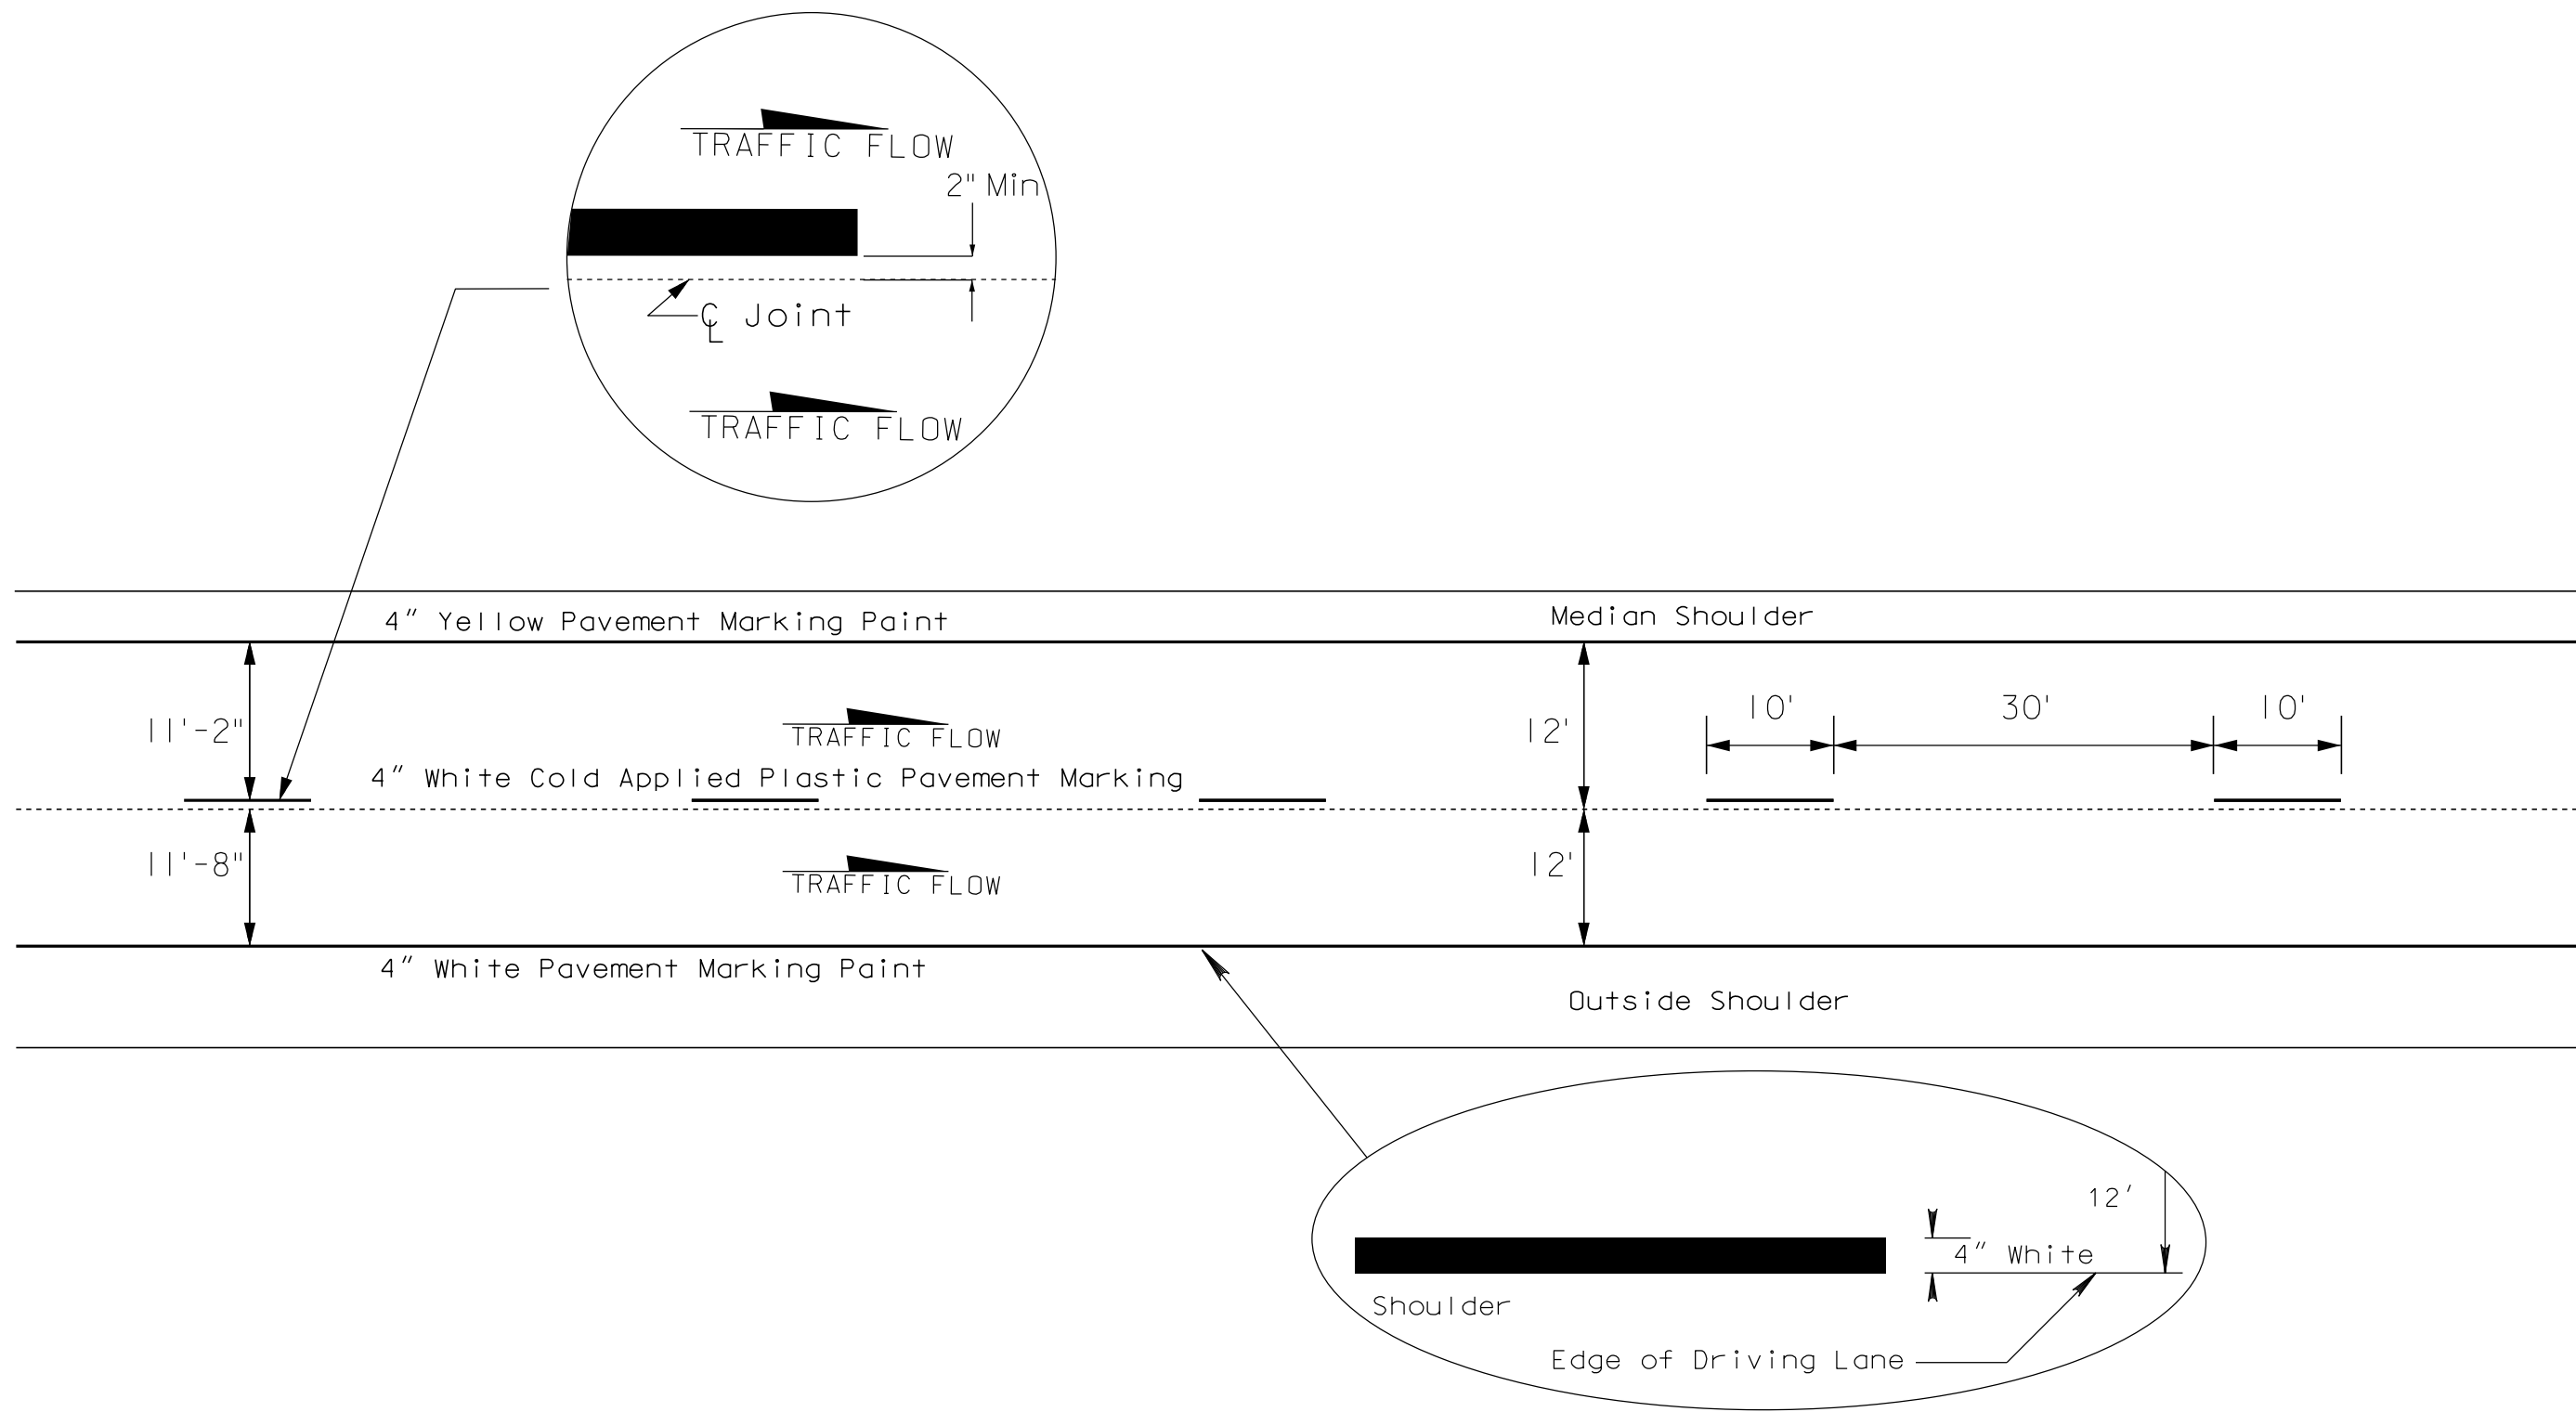 TRAFFIC FLOW
2" Min
℄ Joint
TRAFFIC FLOW
4" Yellow Pavement Marking Paint
Median Shoulder
11'-2"
TRAFFIC FLOW
12'
10'
30'
10'
4" White Cold Applied Plastic Pavement Marking
11'-8"
TRAFFIC FLOW
12'
4" White Pavement Marking Paint
Outside Shoulder
12'
4" White
Shoulder
Edge of Driving Lane